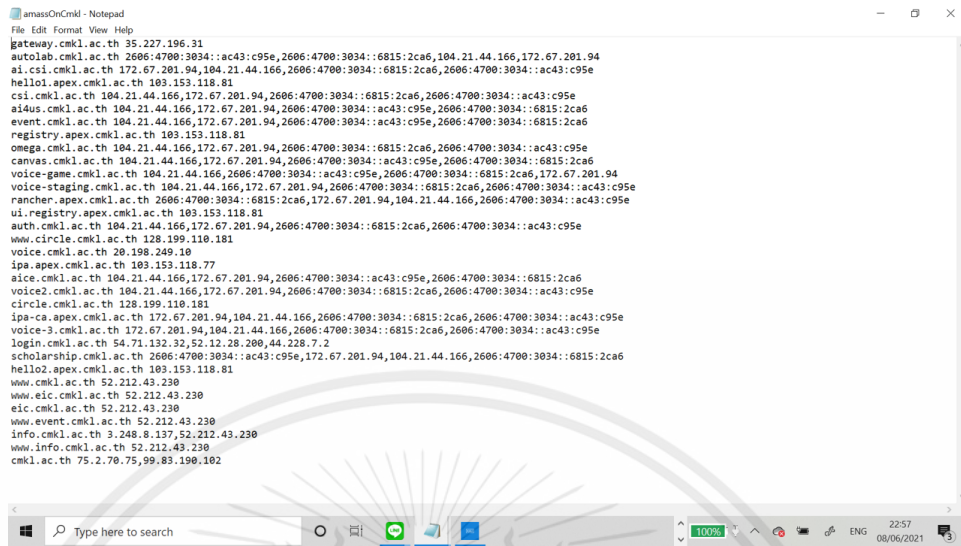 amassOnCmkl - Notepad
File Edit Format View Help
gateway.cmkl.ac.th 35.227.196.31
autolab.cmkl.ac.th 2606:4700:3034::ac43:c95e,2606:4700:3034::6815:2ca6,104.21.44.166,172.67.201.94
ai.csi.cmkl.ac.th 172.67.201.94,104.21.44.166,2606:4700:3034::6815:2ca6,2606:4700:3034::ac43:c95e
hello1.apex.cmkl.ac.th 103.153.118.81
csi.cmkl.ac.th 104.21.44.166,172.67.201.94,2606:4700:3034::6815:2ca6,2606:4700:3034::ac43:c95e
ai4us.cmkl.ac.th 104.21.44.166,172.67.201.94,2606:4700:3034::ac43:c95e,2606:4700:3034::6815:2ca6
event.cmkl.ac.th 104.21.44.166,172.67.201.94,2606:4700:3034::ac43:c95e,2606:4700:3034::6815:2ca6
registry.apex.cmkl.ac.th 103.153.118.81
omega.cmkl.ac.th 104.21.44.166,172.67.201.94,2606:4700:3034::6815:2ca6,2606:4700:3034::ac43:c95e
canvas.cmkl.ac.th 104.21.44.166,172.67.201.94,2606:4700:3034::ac43:c95e,2606:4700:3034::6815:2ca6
voice-game.cmkl.ac.th 104.21.44.166,2606:4700:3034::ac43:c95e,2606:4700:3034::6815:2ca6,172.67.201.94
voice-staging.cmkl.ac.th 104.21.44.166,172.67.201.94,2606:4700:3034::6815:2ca6,2606:4700:3034::ac43:c95e
rancher.apex.cmkl.ac.th 2606:4700:3034::6815:2ca6,172.67.201.94,104.21.44.166,2606:4700:3034::ac43:c95e
ui.registry.apex.cmkl.ac.th 103.153.118.81
auth.cmkl.ac.th 104.21.44.166,172.67.201.94,2606:4700:3034::6815:2ca6,2606:4700:3034::ac43:c95e
www.circle.cmkl.ac.th 128.199.110.181
voice.cmkl.ac.th 20.198.249.10
ipa.apex.cmkl.ac.th 103.153.118.77
aice.cmkl.ac.th 104.21.44.166,172.67.201.94,2606:4700:3034::ac43:c95e,2606:4700:3034::6815:2ca6
voice2.cmkl.ac.th 104.21.44.166,172.67.201.94,2606:4700:3034::6815:2ca6,2606:4700:3034::ac43:c95e
circle.cmkl.ac.th 128.199.110.181
ipa-ca.apex.cmkl.ac.th 172.67.201.94,104.21.44.166,2606:4700:3034::6815:2ca6,2606:4700:3034::ac43:c95e
voice-3.cmkl.ac.th 172.67.201.94,104.21.44.166,2606:4700:3034::6815:2ca6,2606:4700:3034::ac43:c95e
login.cmkl.ac.th 54.71.132.32,52.12.28.200,44.228.7.2
scholarship.cmkl.ac.th 2606:4700:3034::ac43:c95e,172.67.201.94,104.21.44.166,2606:4700:3034::6815:2ca6
hello2.apex.cmkl.ac.th 103.153.118.81
www.cmkl.ac.th 52.212.43.230
www.eic.cmkl.ac.th 52.212.43.230
eic.cmkl.ac.th 52.212.43.230
www.event.cmkl.ac.th 52.212.43.230
info.cmkl.ac.th 3.248.8.137,52.212.43.230
www.info.cmkl.ac.th 52.212.43.230
cmkl.ac.th 75.2.70.75,99.83.190.102
Type here to search
LINE
100%
ENG
22:57
08/06/2021
3